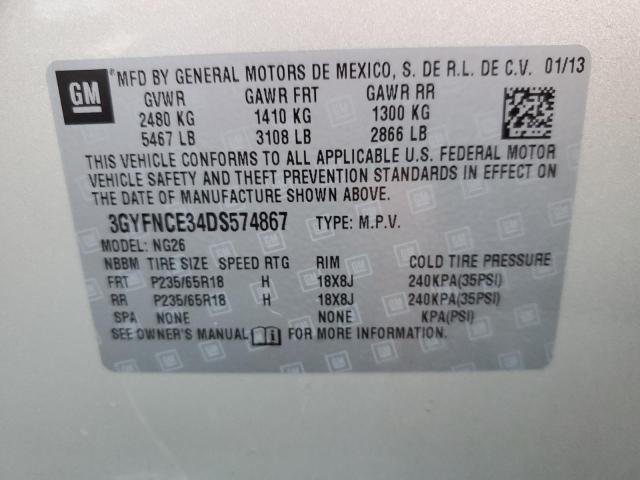 GM MFD BY GENERAL MOTORS DE MEXICO, S. DE R.L. DE C.V. 01/13
GVWR GAWR FRT GAWR RR
2480 KG 1410 KG 1300 KG
5467 LB 3108 LB 2866 LB
THIS VEHICLE CONFORMS TO ALL APPLICABLE U.S. FEDERAL MOTOR
VEHICLE SAFETY AND THEFT PREVENTION STANDARDS IN EFFECT ON
THE DATE OF MANUFACTURE SHOWN ABOVE.
3GYFNCE34DS574867 TYPE: M.P.V.
MODEL: NG26
NBBM TIRE SIZE SPEED RTG RIM COLD TIRE PRESSURE
FRT P235/65R18 H 18X8J 240KPA(35PSI)
RR P235/65R18 H 18X8J 240KPA(35PSI)
SPA NONE NONE KPA(PSI)
SEE OWNER'S MANUAL FOR MORE INFORMATION.